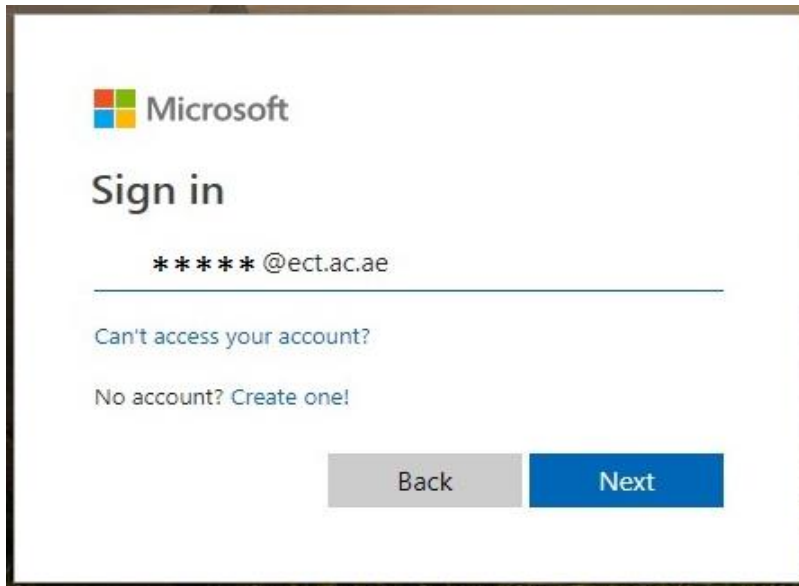 Microsoft
Sign in
*****@ect.ac.ae
Can't access your account?
No account? Create one!
Back
Next